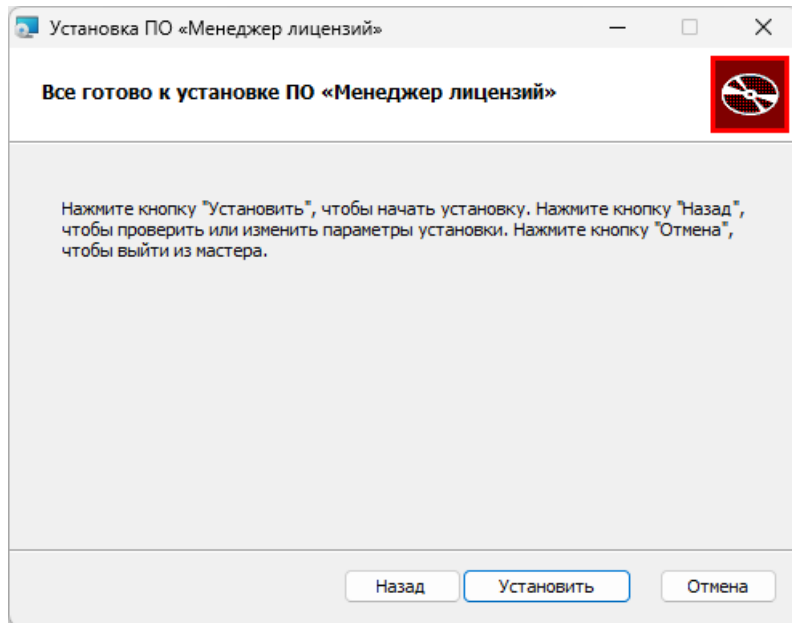 Установка ПО «Менеджер лицензий»
Все готово к установке ПО «Менеджер лицензий»
Нажмите кнопку "Установить", чтобы начать установку. Нажмите кнопку "Назад",
чтобы проверить или изменить параметры установки. Нажмите кнопку "Отмена",
чтобы выйти из мастера.
Назад Установить Отмена